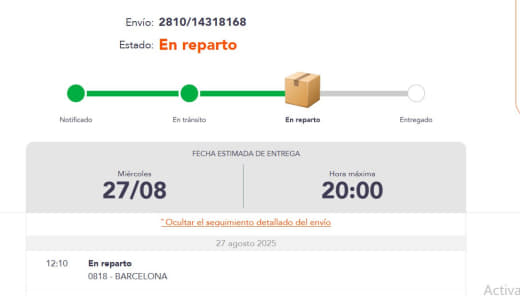 Envío: 2810/14318168
Estado: En reparto
Notificado
En tránsito
En reparto
Entregado
FECHA ESTIMADA DE ENTREGA
Miércoles
27/08
Hora máxima
20:00
ˆOcultar el seguimiento detallado del envío
27 agosto 2025
12:10 En reparto
0818 - BARCELONA
Activa